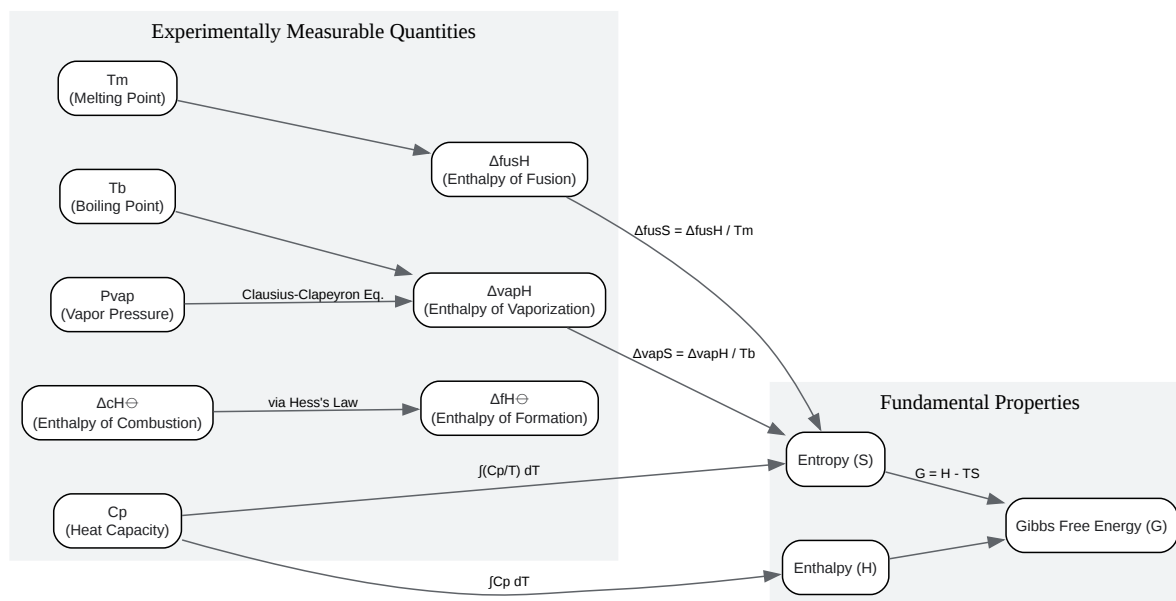 Experimentally Measurable Quantities
Tm
(Melting Point)
ΔfusH
(Enthalpy of Fusion)
Tb
(Boiling Point)
ΔfusS = ΔfusH / Tm
Pvap
(Vapor Pressure)
Clausius-Clapeyron Eq.
ΔvapH
(Enthalpy of Vaporization)
ΔvapS = ΔvapH / Tb
ΔcH⊖
(Enthalpy of Combustion)
via Hess's Law
ΔfH⊖
(Enthalpy of Formation)
Cp
(Heat Capacity)
∫(Cp/T) dT
∫Cp dT
Fundamental Properties
Entropy (S)
G = H - TS
Gibbs Free Energy (G)
Enthalpy (H)